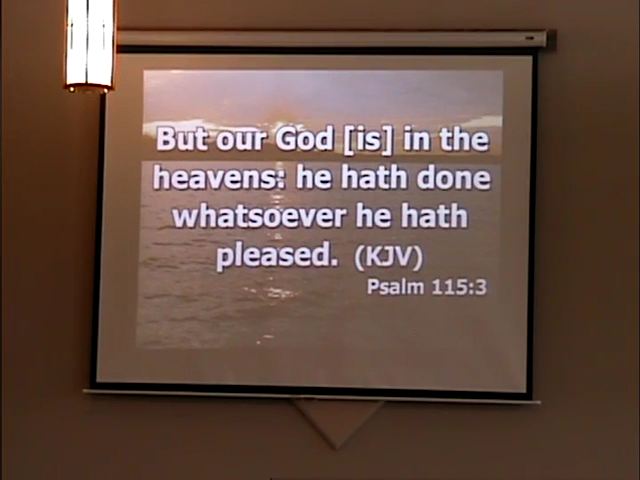 But our God [is] in the
heavens: he hath done
whatsoever he hath
pleased. (KJV)
Psalm 115:3